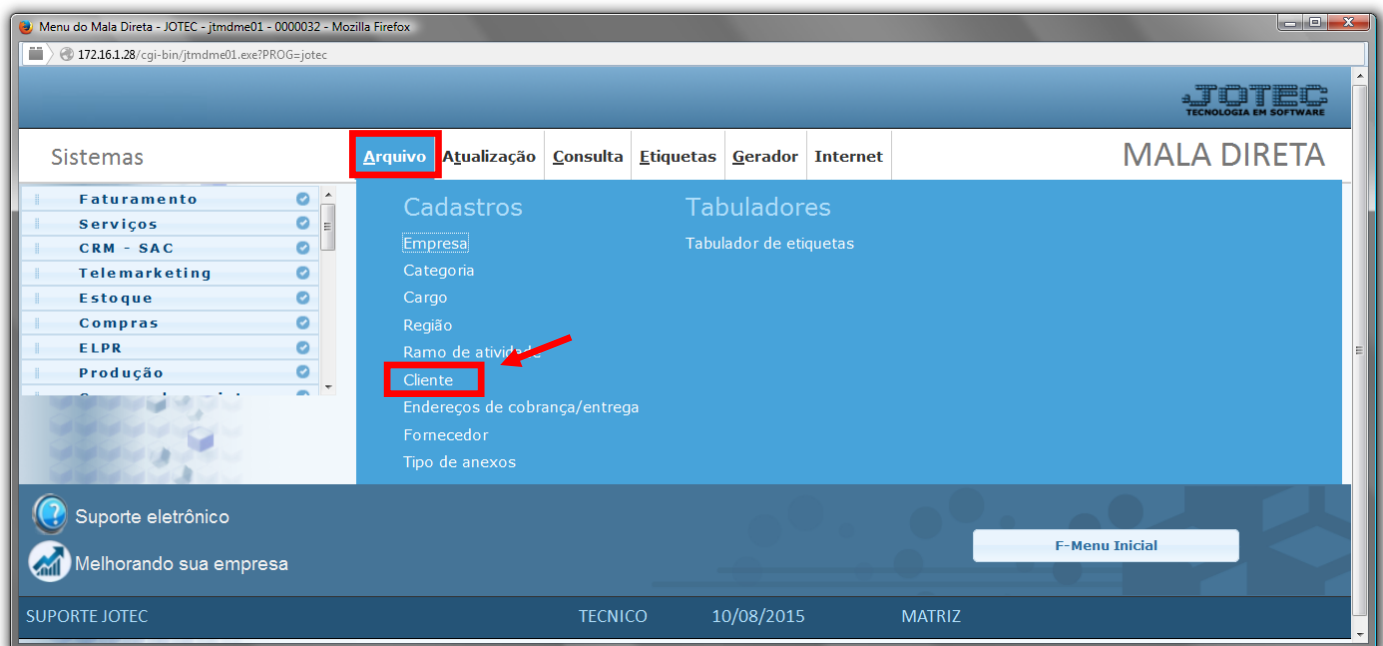 Menu do Mala Direta - JOTEC - jtmdme01 - 0000032 - Mozilla Firefox
172.16.1.28/cgi-bin/jtmdme01.exe?PROG=jotec
JOTEC
TECNOLOGIA EM SOFTWARE
Sistemas
Arquivo Atualização Consulta Etiquetas Gerador Internet
MALA DIRETA
Faturamento
Serviços
CRM - SAC
Telemarketing
Estoque
Compras
ELPR
Produção
Cadastros
Empresa
Categoria
Cargo
Região
Ramo de atividade
Cliente
Endereços de cobrança/entrega
Fornecedor
Tipo de anexos
Tabuladores
Tabulador de etiquetas
Suporte eletrônico
Melhorando sua empresa
F-Menu Inicial
SUPORTE JOTEC TECNICO 10/08/2015 MATRIZ